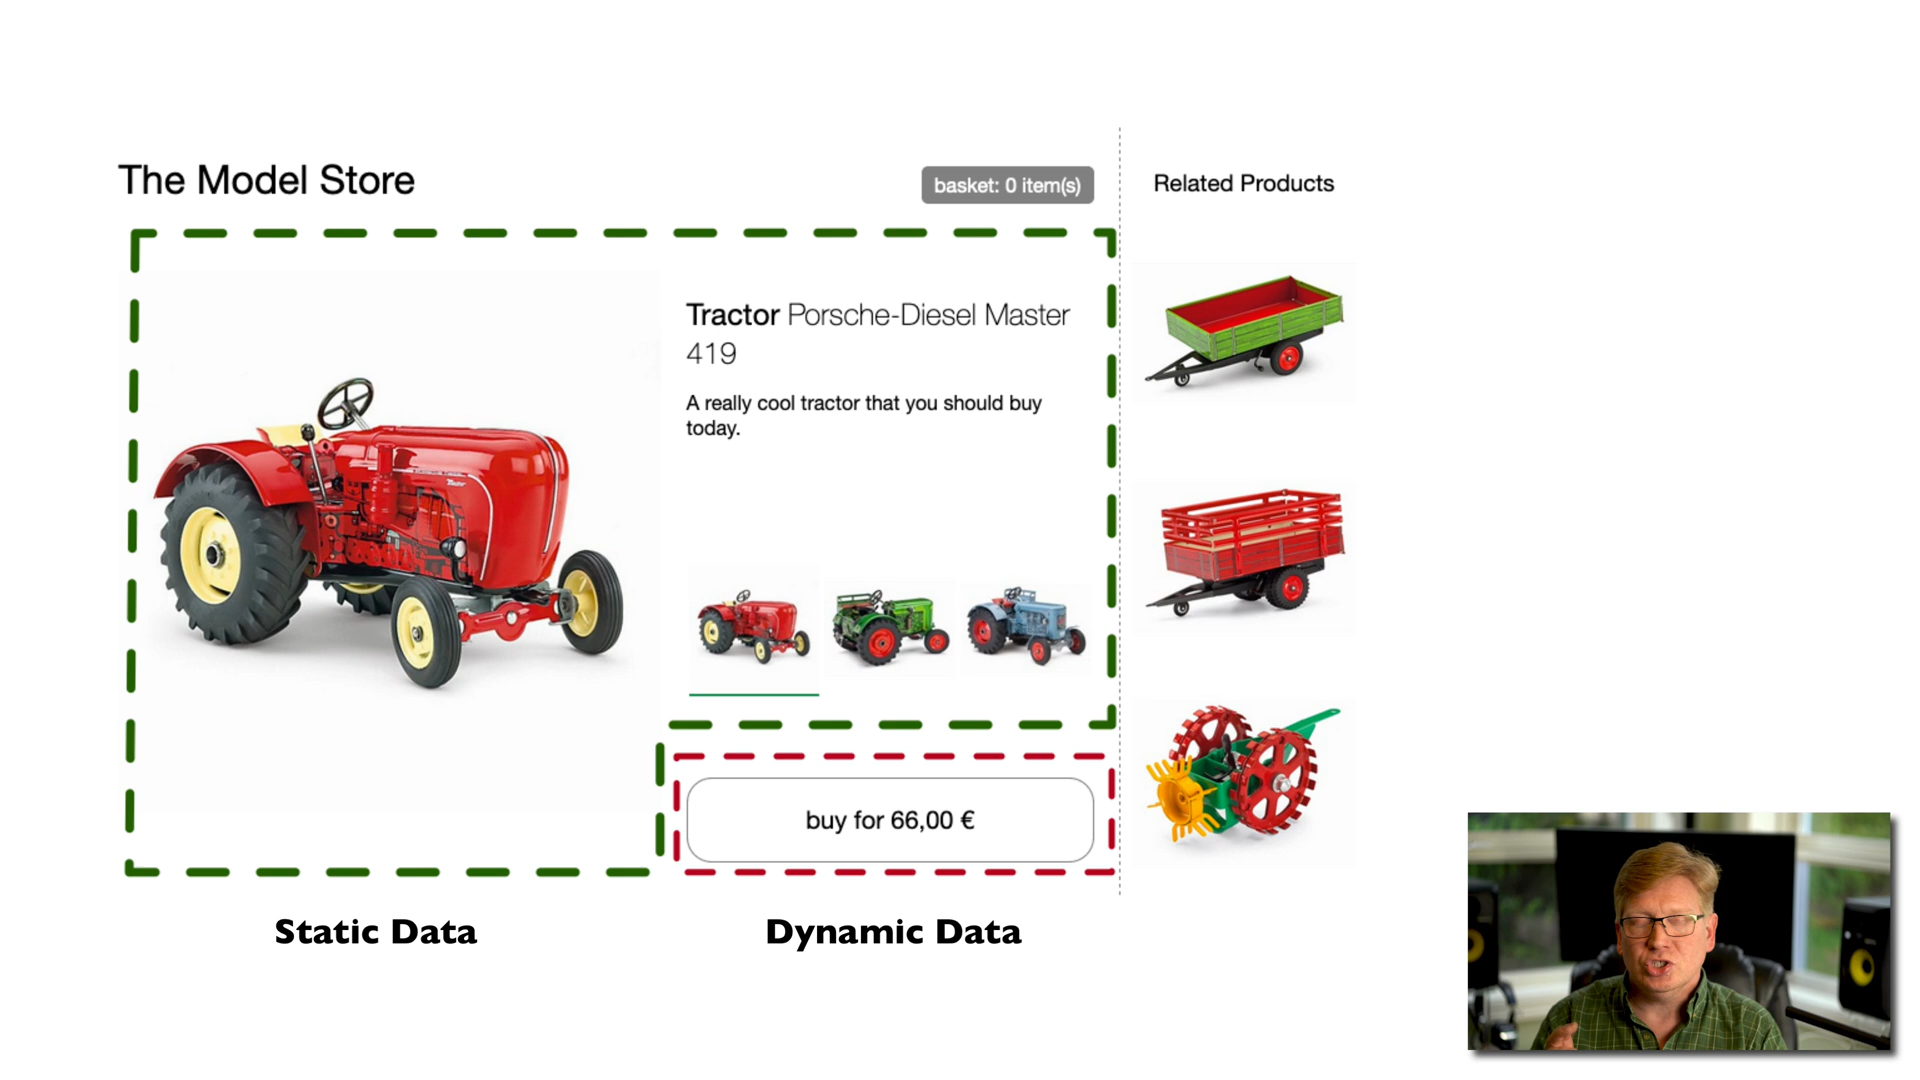 The Model Store
basket: 0 item(s)
Related Products
Tractor Porsche-Diesel Master
419
A really cool tractor that you should buy
today.
buy for 66,00 €
Static Data
Dynamic Data